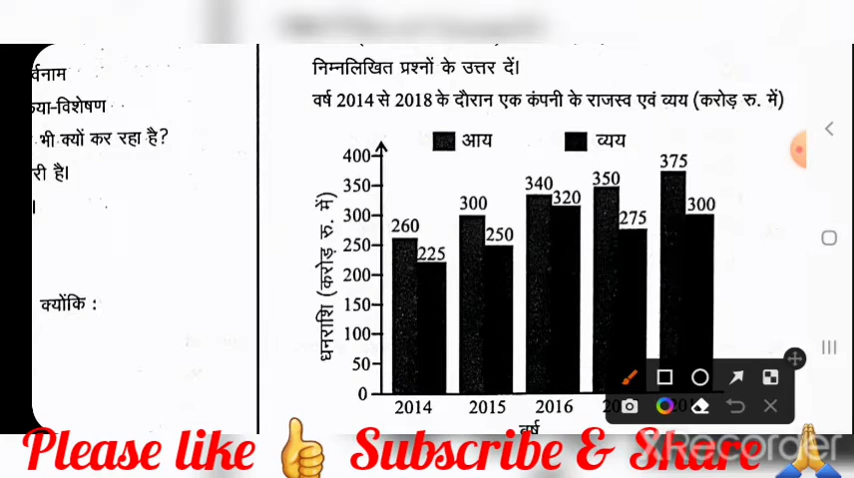 र्वनाम
क्या-विशेषण
भी क्यों कर रहा है?
री है।
क्योंकि :
निम्नलिखित प्रश्नों के उत्तर दें।
वर्ष 2014 से 2018 के दौरान एक कंपनी के राजस्व एवं व्यय (करोड़ रु. में)
आय व्यय
धनराशि (करोड़ रु. में)
400
350
300
250
200
150
100
50
0
260 225 300 250 340 320 350 275 375 300
2014 2015 2016
वर्ष
Please like Subscribe & Share
XRecorder